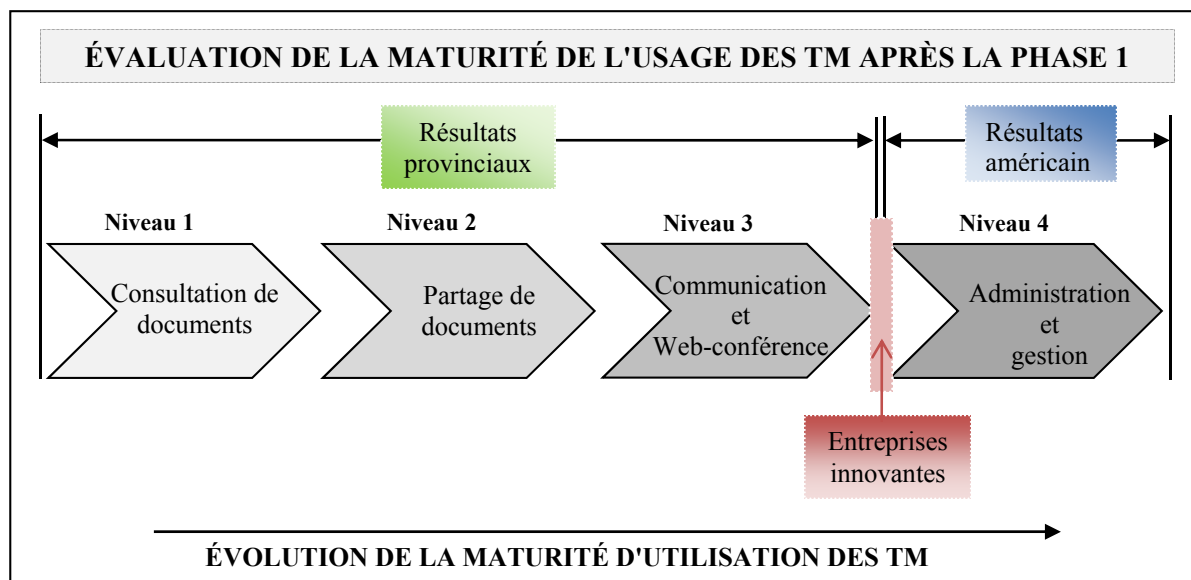 ÉVALUATION DE LA MATURITÉ DE L'USAGE DES TM APRÈS LA PHASE 1
Résultats
provinciaux
Résultats
américain
Niveau 1
Niveau 2
Niveau 3
Niveau 4
Consultation de
documents
Partage de
documents
Communication
et
Web-conférence
Administration
et
gestion
Entreprises
innovantes
ÉVOLUTION DE LA MATURITÉ D'UTILISATION DES TM